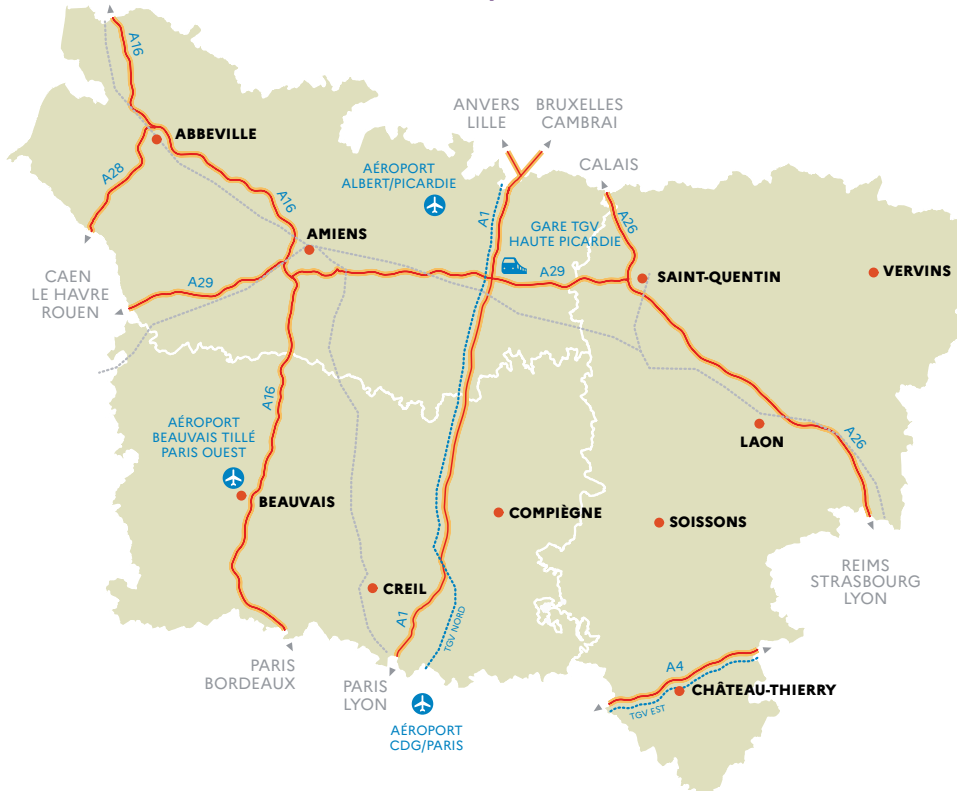 A16
ABBEVILLE
A28
A16
ANVERS
LILLE
BRUXELLES
CAMBRAI
CALAIS
AÉROPORT
ALBERT/PICARDIE
A1
A26
GARE TGV
HAUTE PICARDIE
AMIENS
A29
SAINT-QUENTIN
VERVINS
CAEN
LE HAVRE
ROUEN
A29
A16
AÉROPORT
BEAUVAIS TILLÉ
PARIS OUEST
BEAUVAIS
LAON
A26
COMPIÈGNE
SOISSONS
CREIL
A1
TGV NORD
REIMS
STRASBOURG
LYON
PARIS
BORDEAUX
PARIS
LYON
AÉROPORT
CDG/PARIS
A4
CHÂTEAU-THIERRY
TGV EST